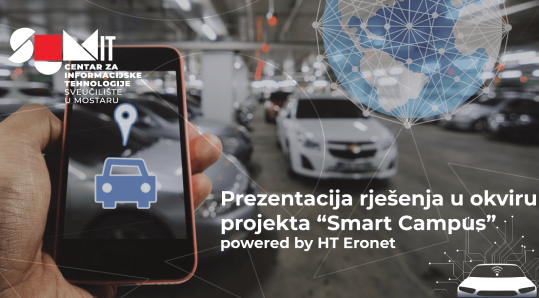 SUMIT
CENTAR ZA
INFORMACIJSKE
TEHNOLOGIJE
SVEUČILIŠTE
U MOSTARU
Prezentacija rješenja u okviru
projekta “Smart Campus”
powered by HT Eronet